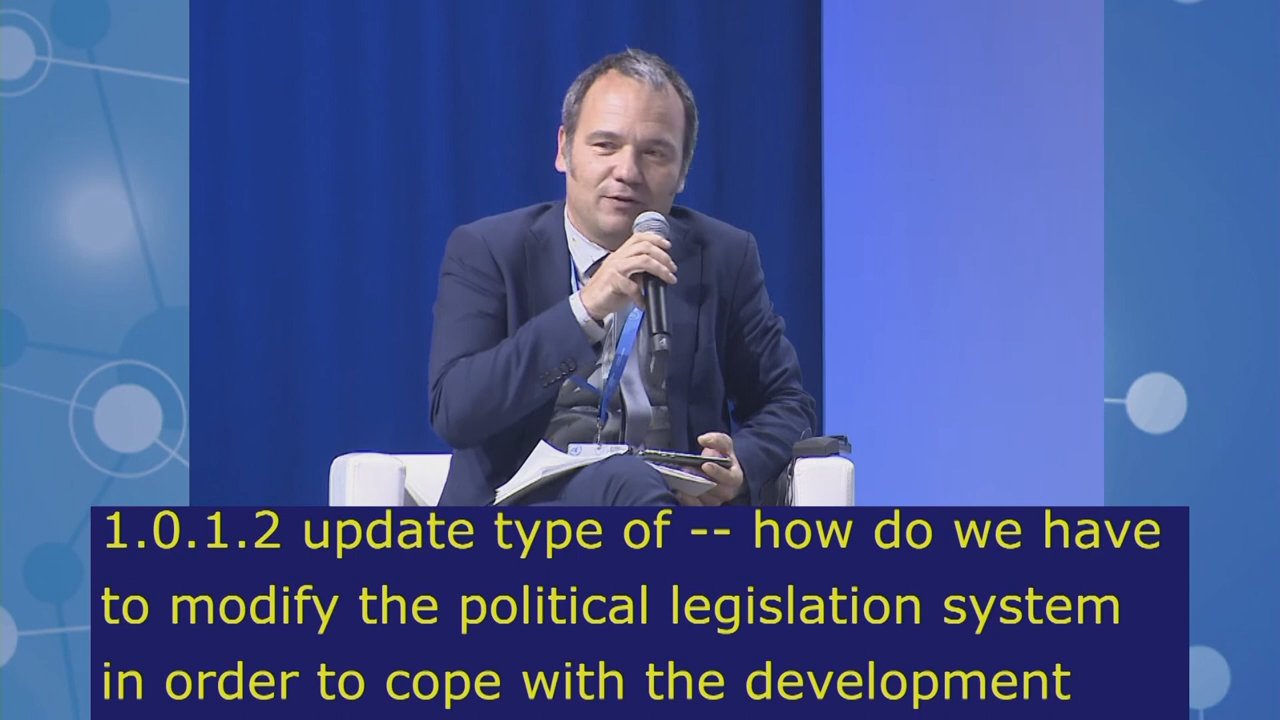 1.0.1.2 update type of -- how do we have
to modify the political legislation system
in order to cope with the development